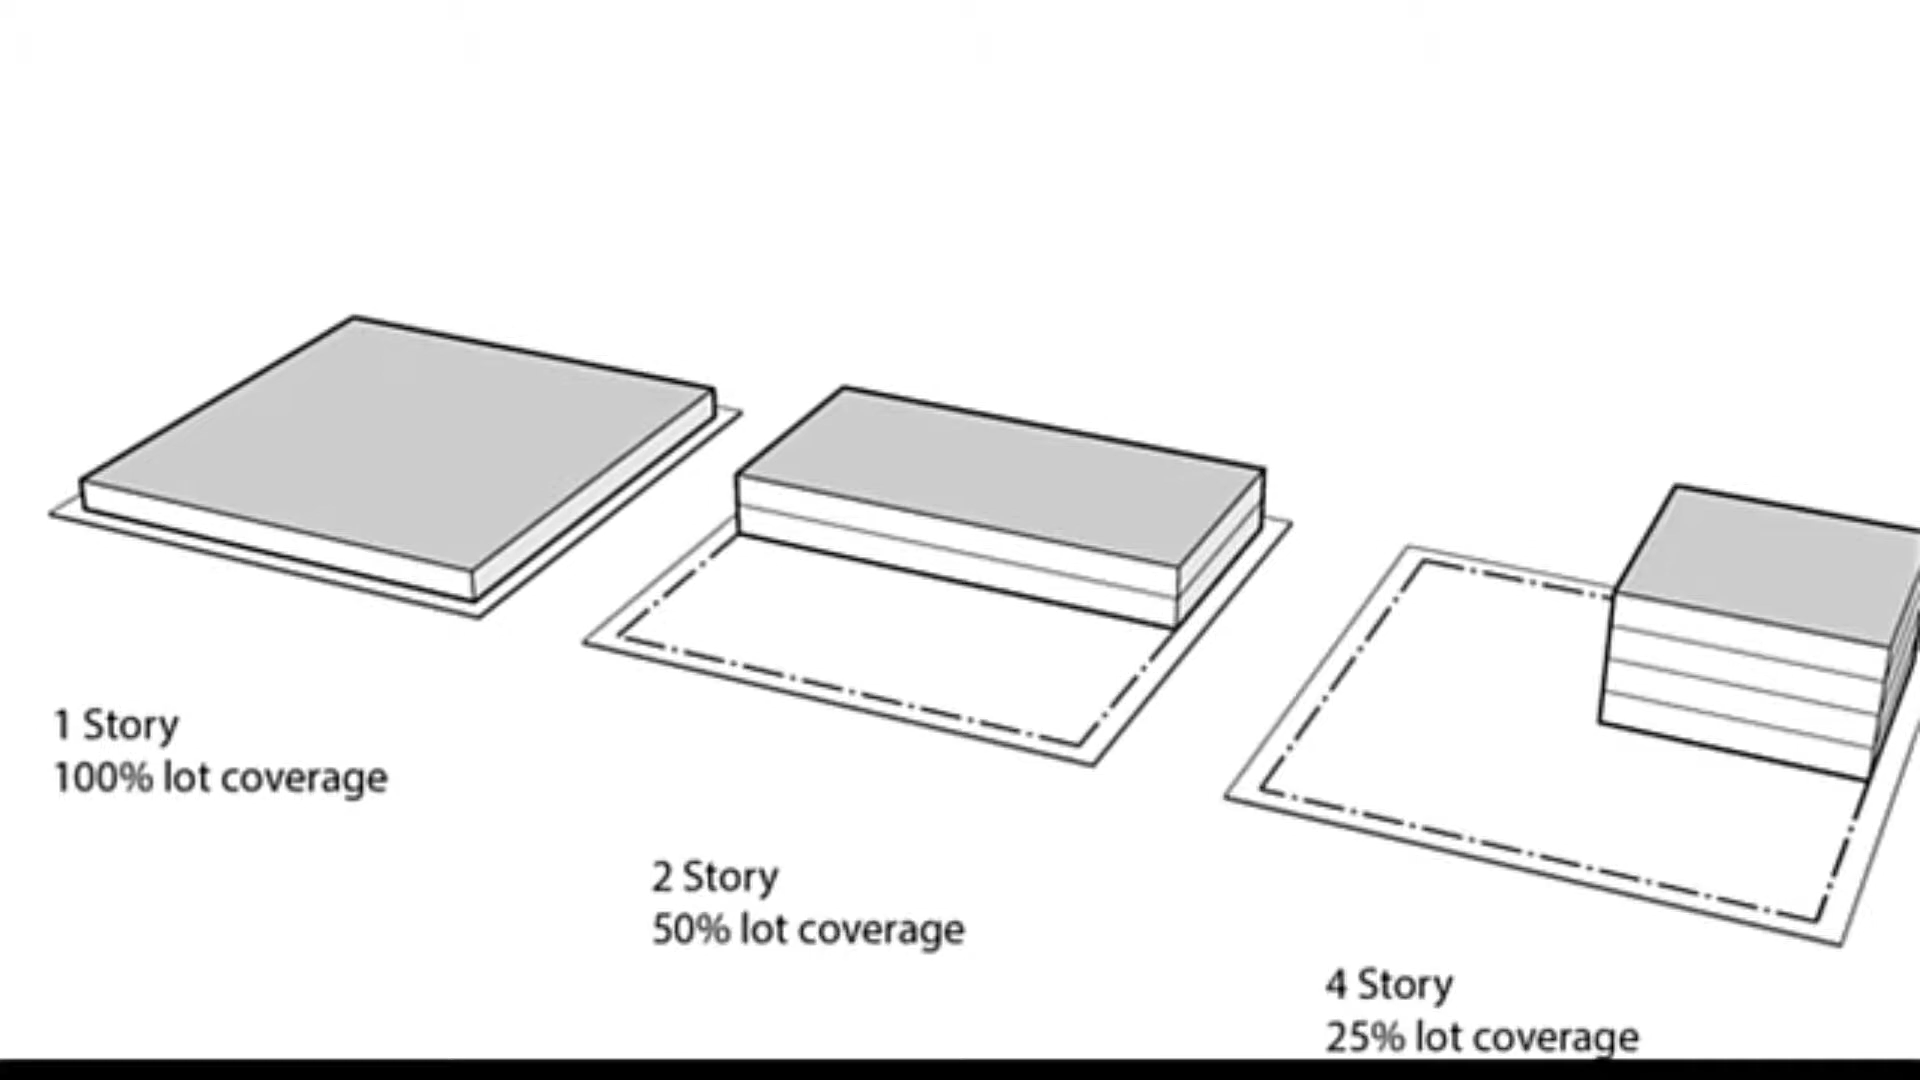 1 Story
100% lot coverage
2 Story
50% lot coverage
4 Story
25% lot coverage